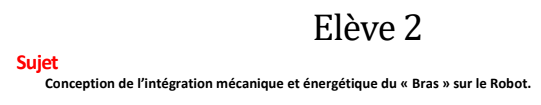 Elève 2
Sujet
Conception de l'intégration mécanique et énergétique du « Bras » sur le Robot.